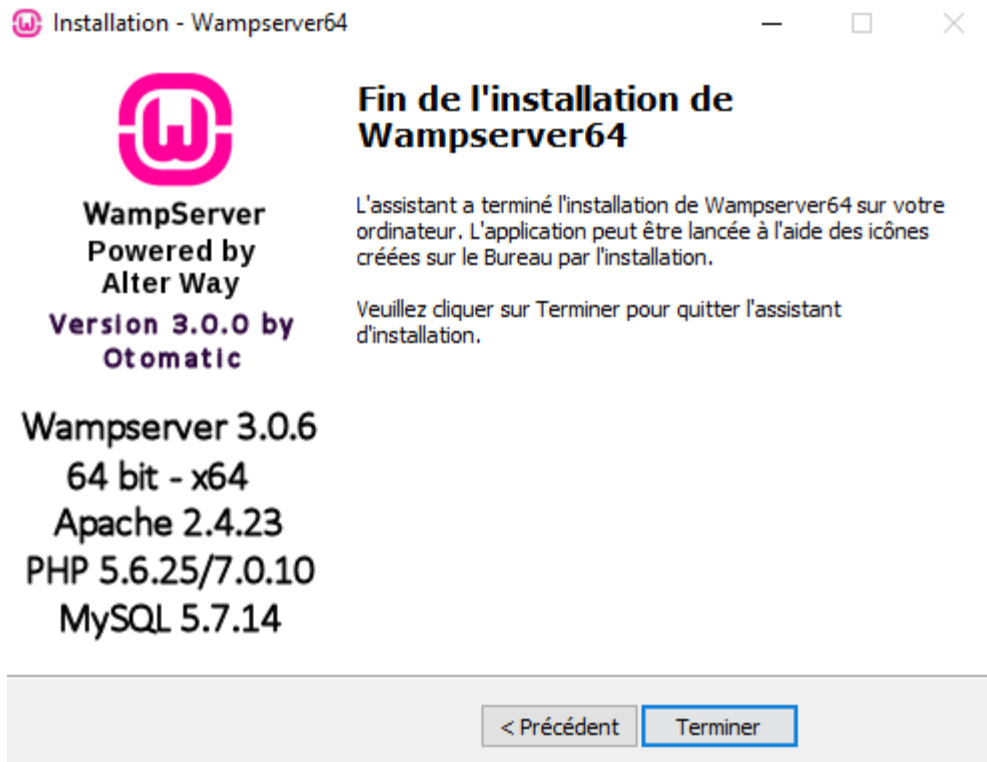 Installation - Wampserver64
WampServer
Powered by
Alter Way
Version 3.0.0 by
Otomatic
Wampserver 3.0.6
64 bit - x64
Apache 2.4.23
PHP 5.6.25/7.0.10
MySQL 5.7.14
Fin de l'installation de
Wampserver64
L'assistant a terminé l'installation de Wampserver64 sur votre
ordinateur. L'application peut être lancée à l'aide des icônes
créées sur le Bureau par l'installation.
Veuillez cliquer sur Terminer pour quitter l'assistant
d'installation.
< Précédent
Terminer